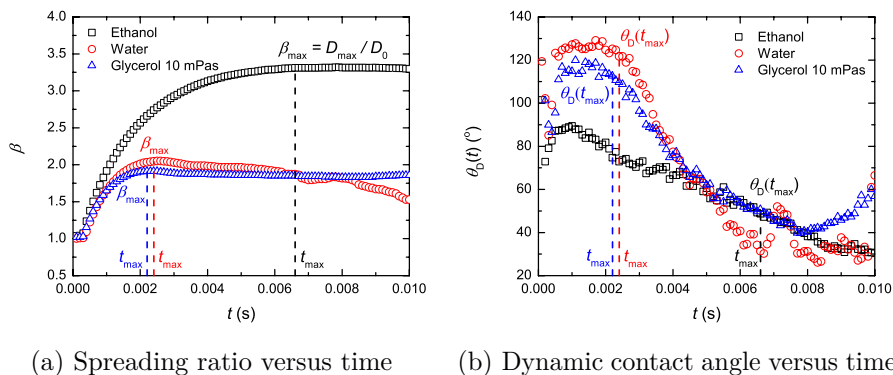 Ethanol
Water
Glycerol 10 mPas
β_max = D_max / D_0
β_max
β_max
t_max t_max t_max
4.0
3.5
3.0
2.5
2.0
1.5
1.0
0.5
β
0.000 0.002 0.004 0.006 0.008 0.010
t (s)
(a) Spreading ratio versus time
θ_D(t_max)
Ethanol
Water
Glycerol 10 mPas
θ_D(t_max)
θ_D(t_max)
t_max t_max t_max
140
120
100
80
60
40
20
θ_D(t) (°)
0.000 0.002 0.004 0.006 0.008 0.010
t (s)
(b) Dynamic contact angle versus time